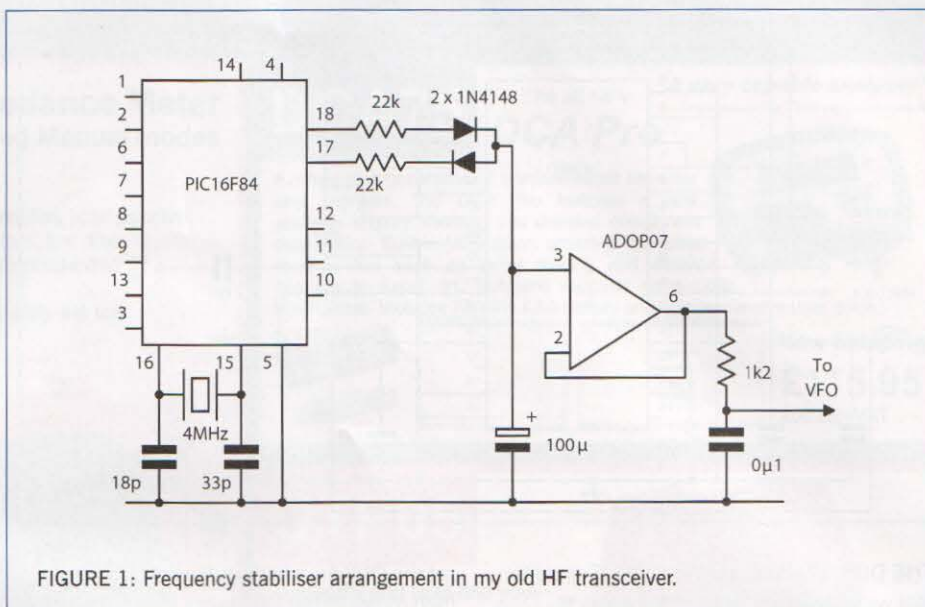 14 4
1
2
6
7
8
9
13
3
PIC16F84
18
17
12
11
10
22k
2 x 1N4148
22k
16
15
5
4MHz
18p
33p
ADOP07
3
2
6
+
100µ
1k2
To
VFO
0µ1
FIGURE 1: Frequency stabiliser arrangement in my old HF transceiver.